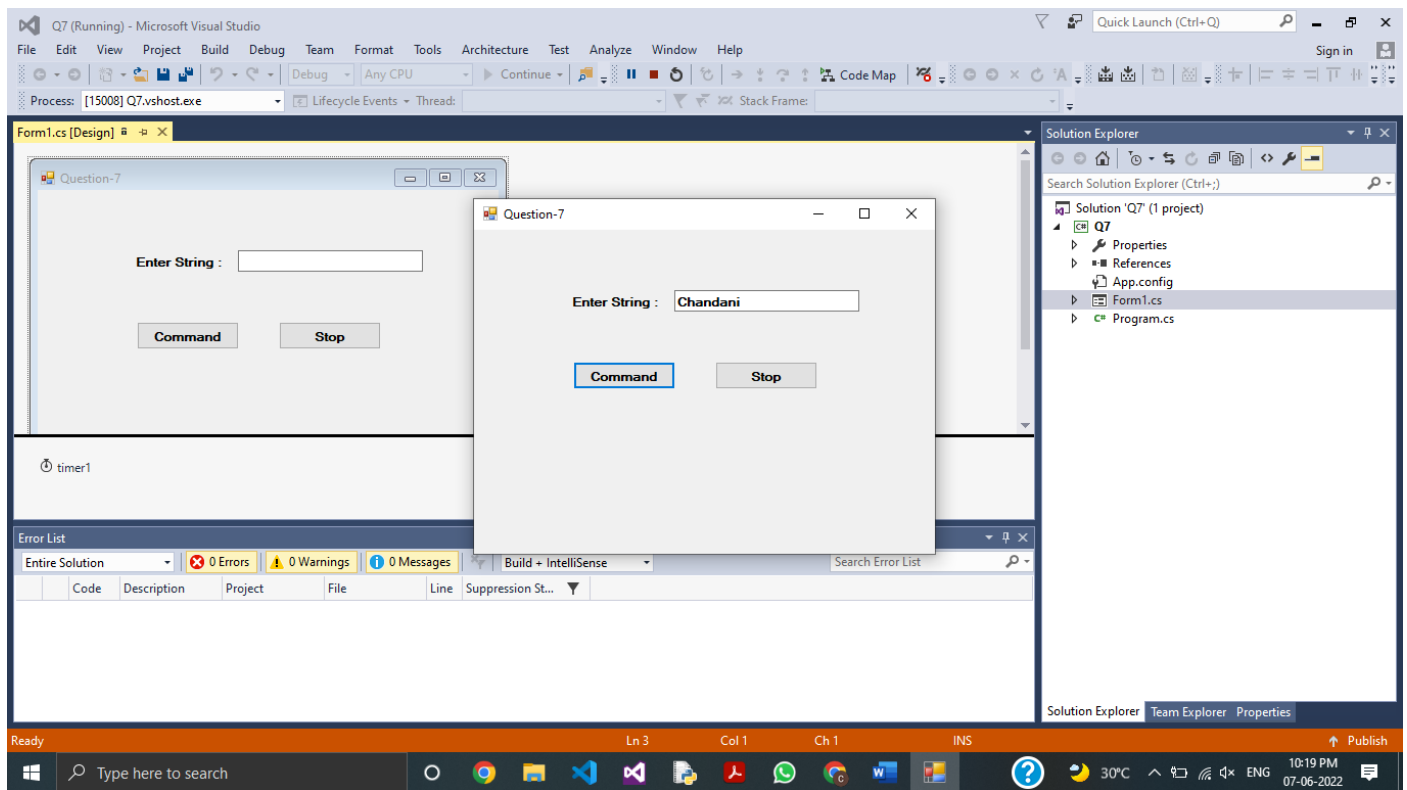 Q7 (Running) - Microsoft Visual Studio
Quick Launch (Ctrl+Q)
File Edit View Project Build Debug Team Format Tools Architecture Test Analyze Window Help
Sign in
Debug Any CPU Continue Code Map
Process: [15008] Q7.vshost.exe Lifecycle Events Thread: Stack Frame:
Form1.cs [Design]
Question-7
Enter String :
Command Stop
timer1
Question-7
Enter String : Chandani
Command Stop
Solution Explorer
Search Solution Explorer (Ctrl+;)
Solution 'Q7' (1 project)
C# Q7
Properties
References
App.config
Form1.cs
C# Program.cs
Error List
Entire Solution 0 Errors 0 Warnings 0 Messages Build + IntelliSense Search Error List
Code Description Project File Line Suppression St...
Solution Explorer Team Explorer Properties
Ready Ln 3 Col 1 Ch 1 INS Publish
Type here to search
30°C ENG
10:19 PM
07-06-2022